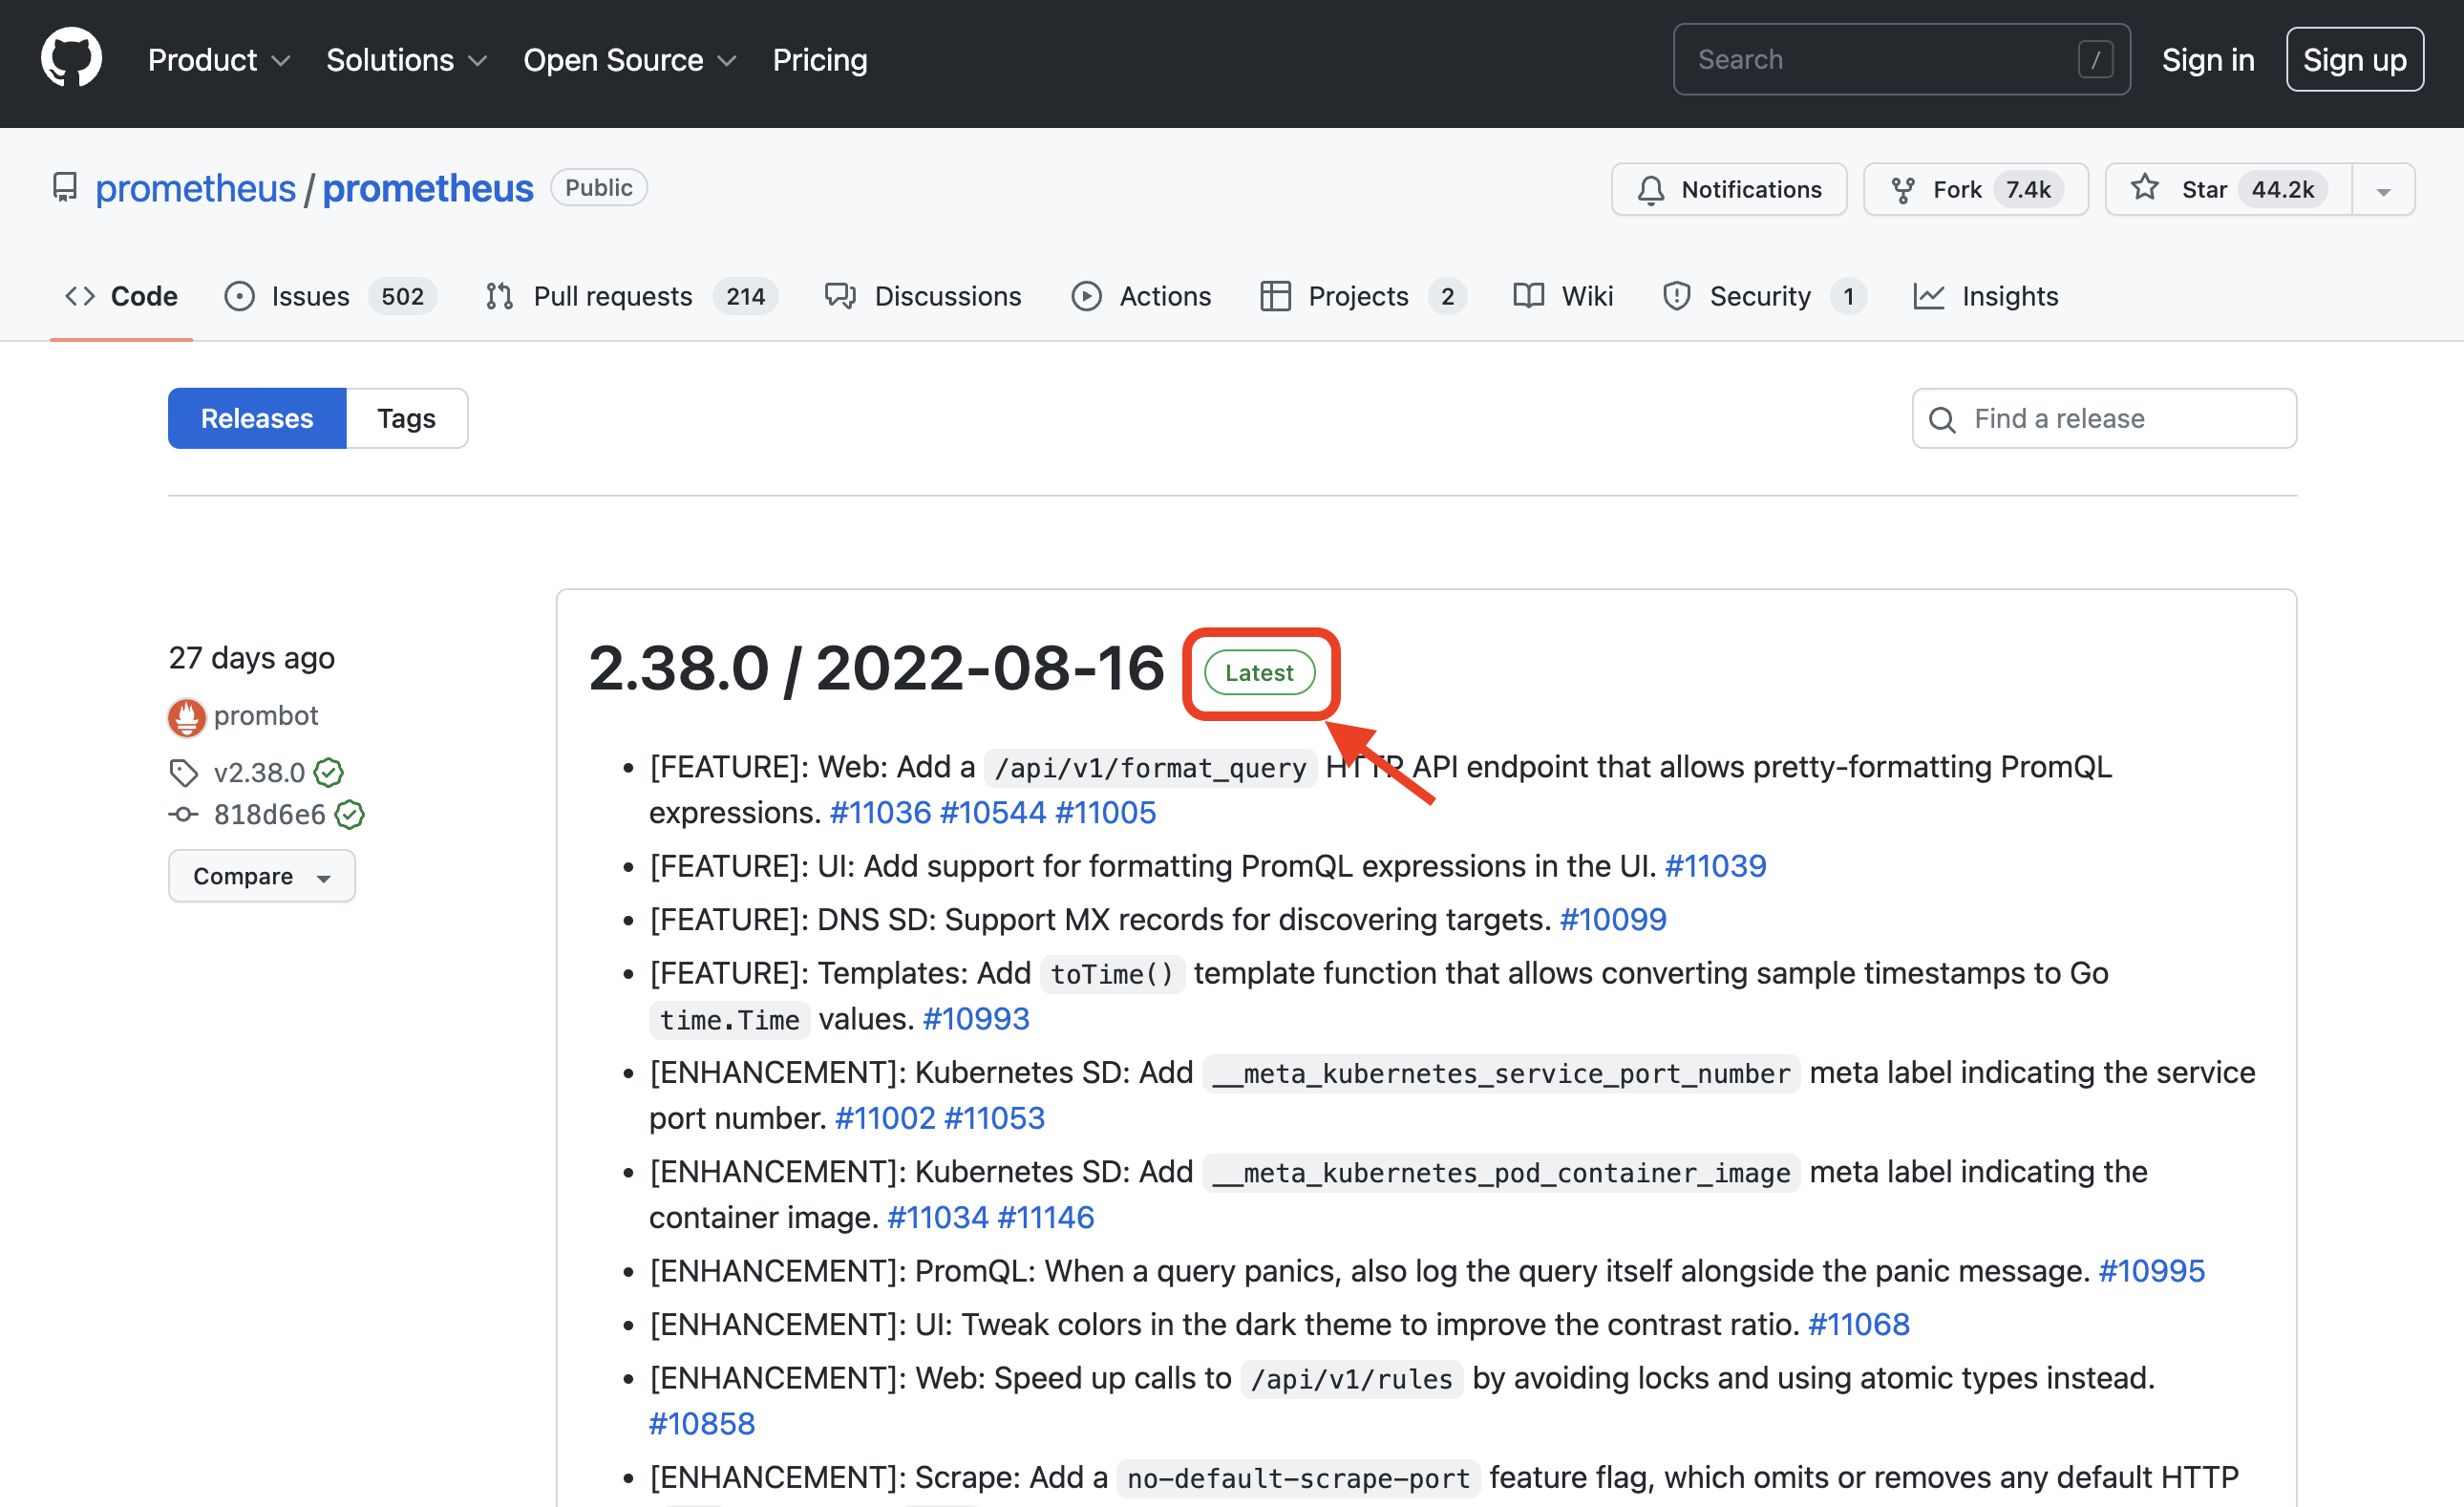 Product Solutions Open Source Pricing Search / Sign in Sign up
prometheus / prometheus Public Notifications Fork 7.4k Star 44.2k
Code Issues 502 Pull requests 214 Discussions Actions Projects 2 Wiki Security 1 Insights
Releases Tags Find a release
27 days ago
prombot
v2.38.0
818d6e6
Compare
2.38.0 / 2022-08-16 Latest
• [FEATURE]: Web: Add a /api/v1/format_query HTTP API endpoint that allows pretty-formatting PromQL
expressions. #11036 #10544 #11005
• [FEATURE]: UI: Add support for formatting PromQL expressions in the UI. #11039
• [FEATURE]: DNS SD: Support MX records for discovering targets. #10099
• [FEATURE]: Templates: Add toTime() template function that allows converting sample timestamps to Go
time.Time values. #10993
• [ENHANCEMENT]: Kubernetes SD: Add __meta_kubernetes_service_port_number meta label indicating the service
port number. #11002 #11053
• [ENHANCEMENT]: Kubernetes SD: Add __meta_kubernetes_pod_container_image meta label indicating the
container image. #11034 #11146
• [ENHANCEMENT]: PromQL: When a query panics, also log the query itself alongside the panic message. #10995
• [ENHANCEMENT]: UI: Tweak colors in the dark theme to improve the contrast ratio. #11068
• [ENHANCEMENT]: Web: Speed up calls to /api/v1/rules by avoiding locks and using atomic types instead.
#10858
• [ENHANCEMENT]: Scrape: Add a no-default-scrape-port feature flag, which omits or removes any default HTTP